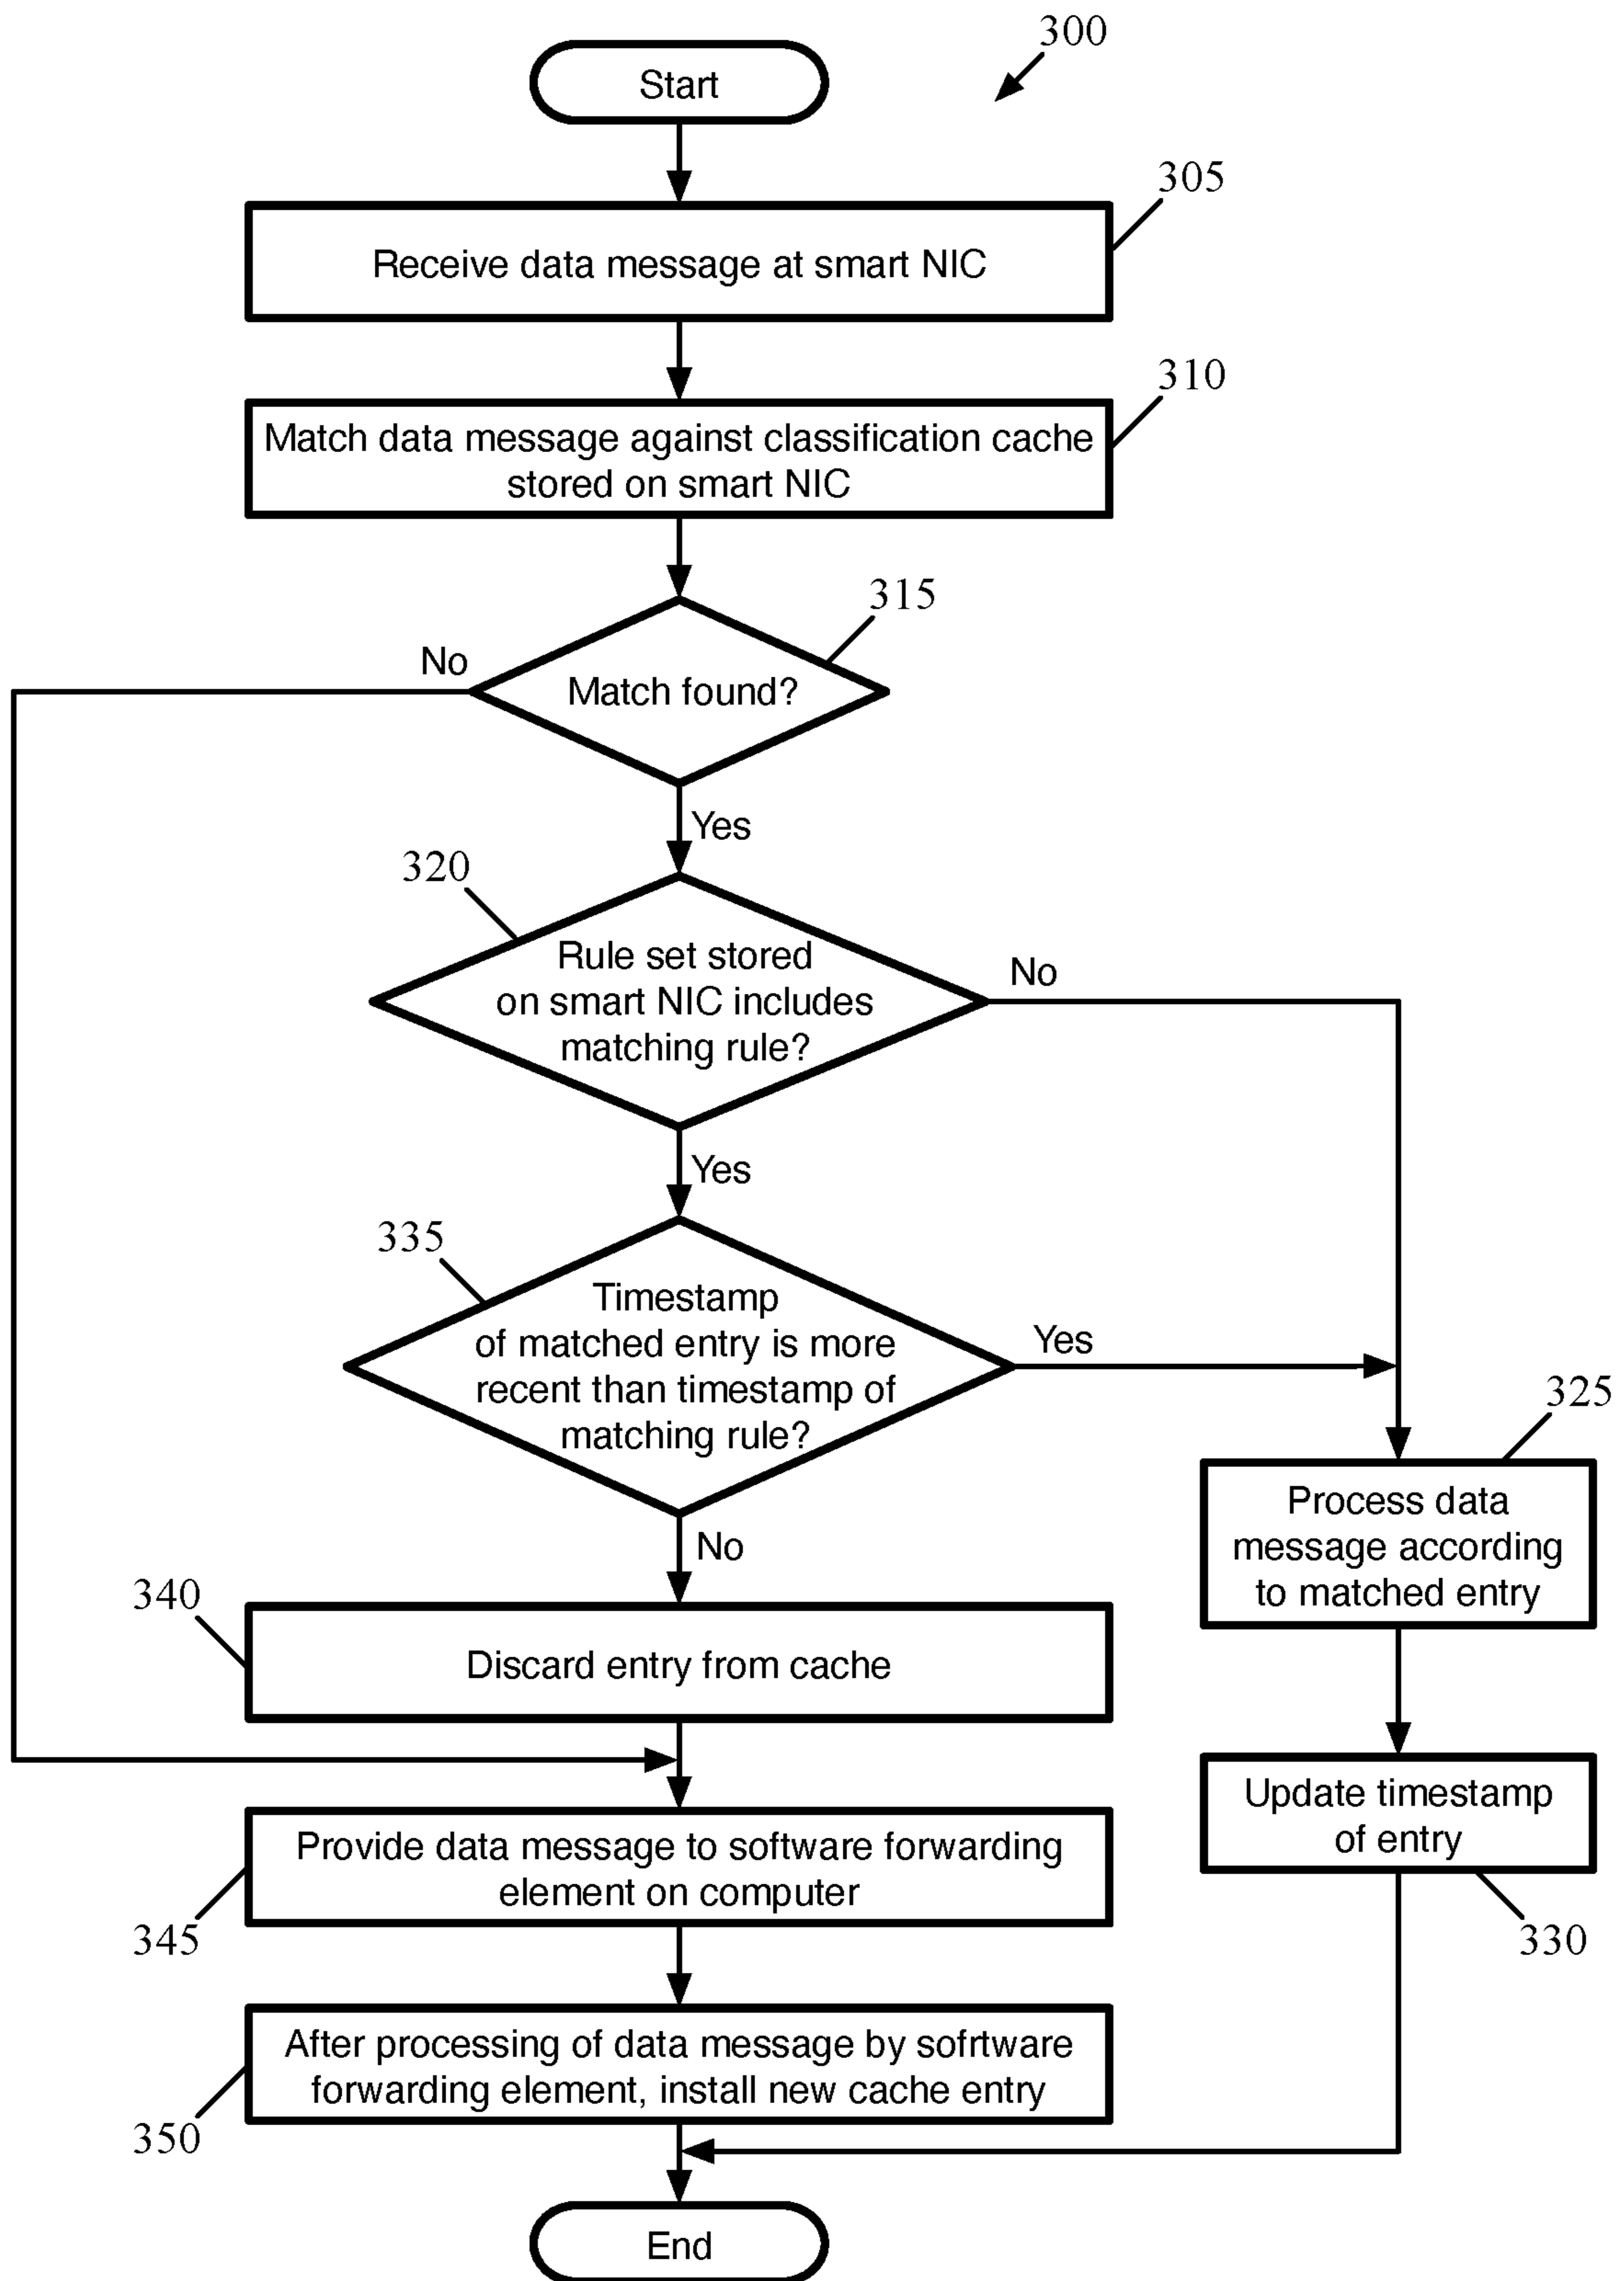 300
Start
305
Receive data message at smart NIC
310
Match data message against classification cache
stored on smart NIC
315
No
Match found?
Yes
320
Rule set stored
on smart NIC includes
matching rule?
No
Yes
335
Timestamp
of matched entry is more
recent than timestamp of
matching rule?
Yes
325
Process data
message according
to matched entry
No
340
Discard entry from cache
Update timestamp
of entry
330
Provide data message to software forwarding
element on computer
345
After processing of data message by sofrtware
forwarding element, install new cache entry
350
End